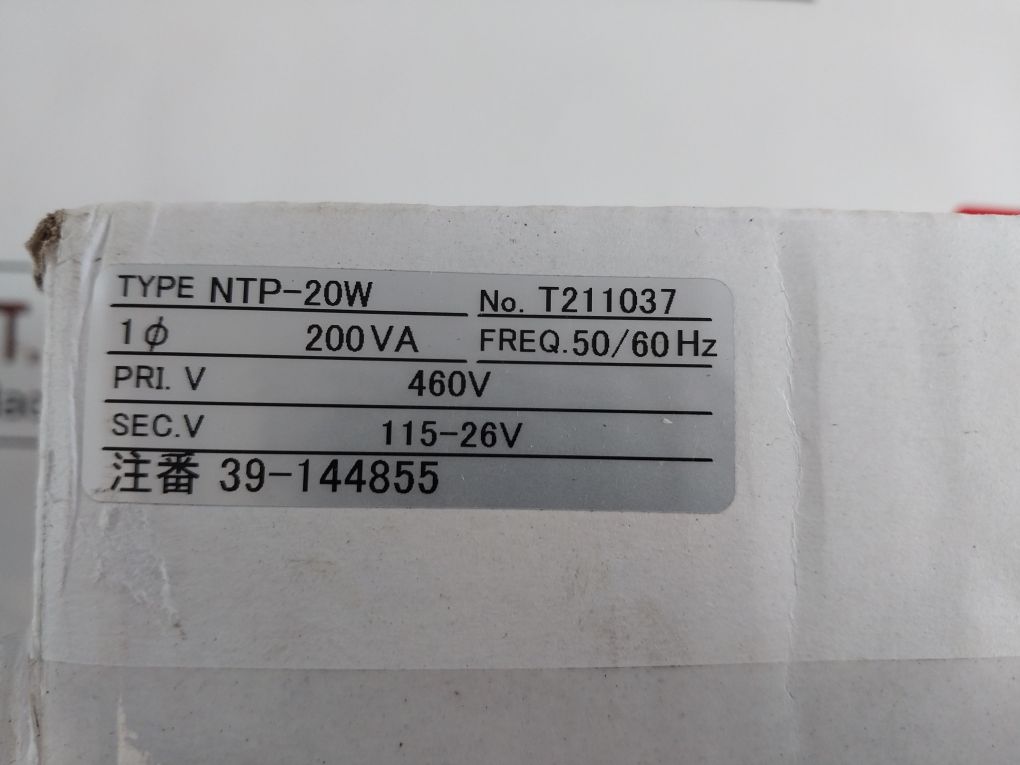 TYPE NTP-20W No. T211037
1φ 200VA FREQ. 50/60Hz
PRI. V 460V
SEC.V 115-26V
注番 39-144855